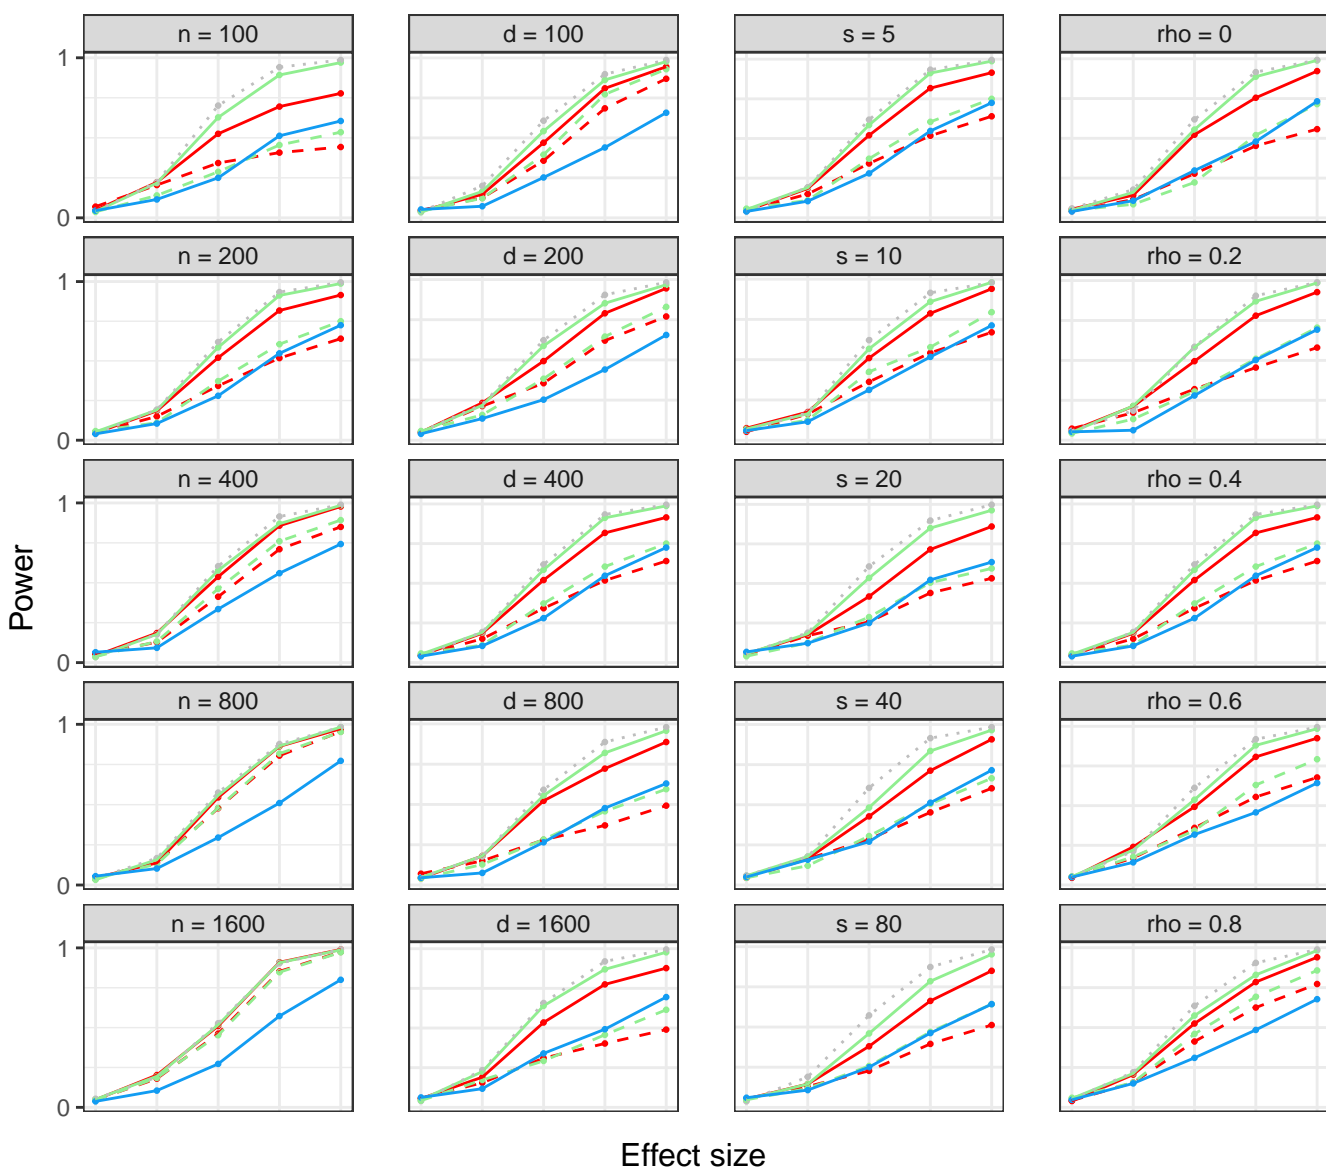 n = 100
d = 100
s = 5
rho = 0
1
0
n = 200
d = 200
s = 10
rho = 0.2
1
0
n = 400
d = 400
s = 20
rho = 0.4
1
0
n = 800
d = 800
s = 40
rho = 0.6
1
0
n = 1600
d = 1600
s = 80
rho = 0.8
1
0
Power
Effect size